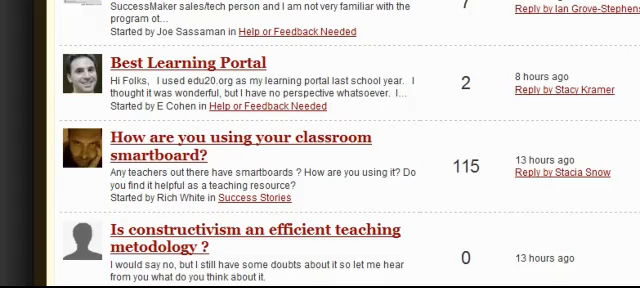 SuccessMaker sales/tech person and I am not very familiar with the
program ot...
Started by Joe Sassaman in Help or Feedback Needed
7
Reply by Ian Grove-Stephens
Best Learning Portal
Hi Folks, I used edu20.org as my learning portal last school year. I
thought it was wonderful, but I have no perspective whatsoever. I...
Started by E Cohen in Help or Feedback Needed
2
8 hours ago
Reply by Stacy Kramer
How are you using your classroom
smartboard?
Any teachers out there have smartboards ? How are you using it? Do
you find it helpful as a teaching resource?
Started by Rich White in Success Stories
115
13 hours ago
Reply by Stacia Snow
Is constructivism an efficient teaching
metodology ?
I would say no, but I still have some doubts about it so let me hear
from you what do you think about it.
0
13 hours ago